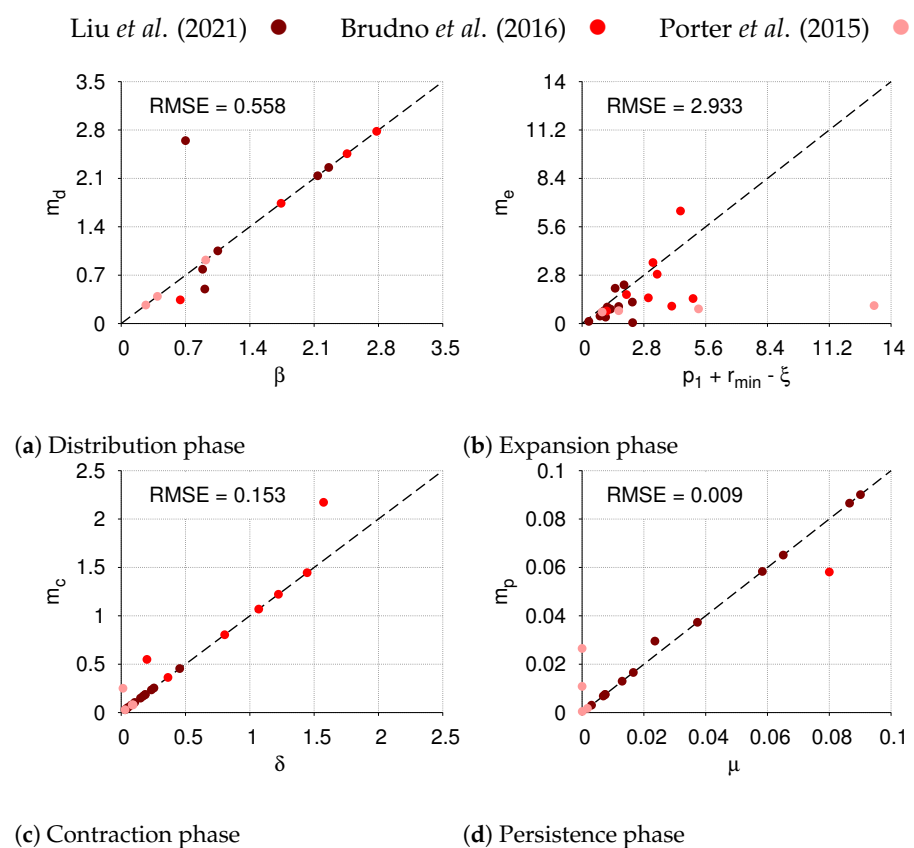 Liu et al. (2021) Brudno et al. (2016) Porter et al. (2015)
RMSE = 0.558
3.5
2.8
2.1
1.4
0.7
0
m_d
0 0.7 1.4 2.1 2.8 3.5
β
(a) Distribution phase
RMSE = 2.933
14
11.2
8.4
5.6
2.8
0
m_e
0 2.8 5.6 8.4 11.2 14
p_1 + r_min - ξ
(b) Expansion phase
RMSE = 0.153
2.5
2
1.5
1
0.5
0
m_c
0 0.5 1 1.5 2 2.5
δ
(c) Contraction phase
RMSE = 0.009
0.1
0.08
0.06
0.04
0.02
0
m_p
0 0.02 0.04 0.06 0.08 0.1
μ
(d) Persistence phase